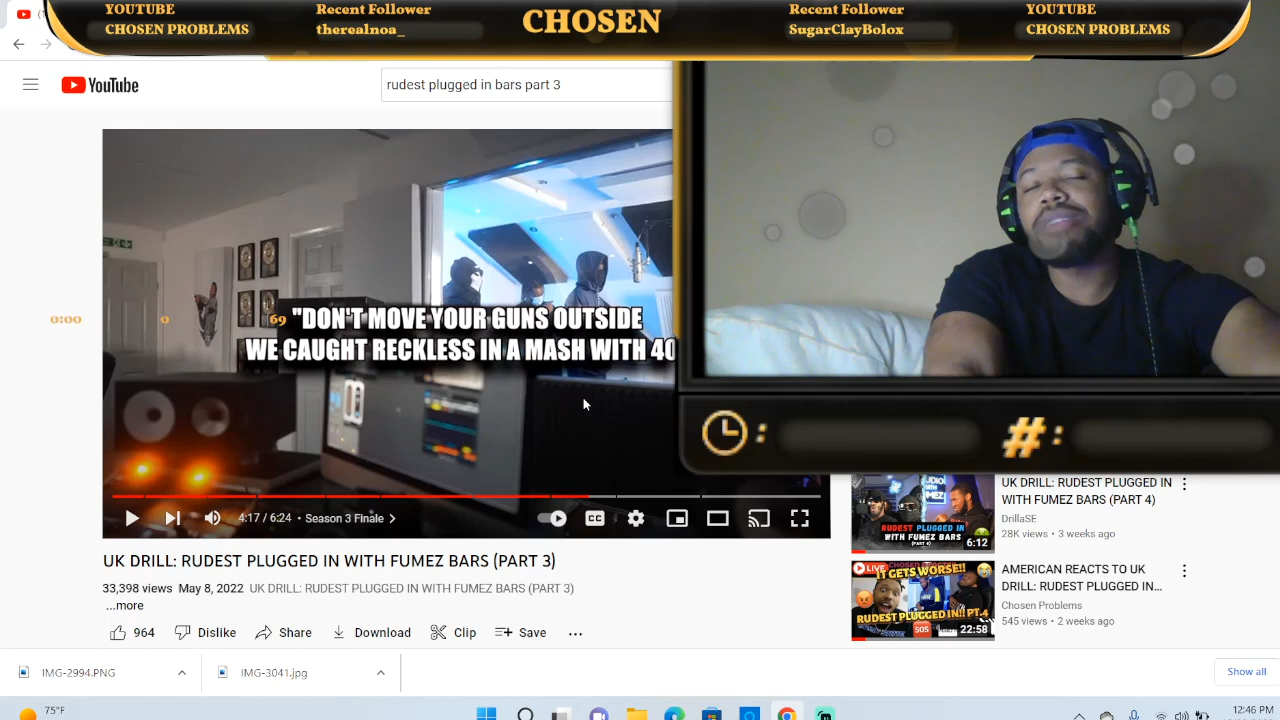 YOUTUBE
CHOSEN PROBLEMS
Recent Follower
therealnoa_
CHOSEN
Recent Follower
SugarClayBolox
YOUTUBE
CHOSEN PROBLEMS
YouTube
rudest plugged in bars part 3
0:00
0
69
"DON'T MOVE YOUR GUNS OUTSIDE
WE CAUGHT RECKLESS IN A MASH WITH 40
4:17 / 6:24 • Season 3 Finale
CC
UK DRILL: RUDEST PLUGGED IN WITH FUMEZ BARS (PART 3)
33,398 views May 8, 2022 UK DRILL: RUDEST PLUGGED IN WITH FUMEZ BARS (PART 3)
...more
964
Dislike
Share
Download
Clip
Save
:
#:
RUDEST PLUGGED IN
WITH FUMEZ BARS
(PART 4)
6:12
UK DRILL: RUDEST PLUGGED IN
WITH FUMEZ BARS (PART 4)
DrillaSE
28K views • 3 weeks ago
LIVE
IT GETS WORSE!!
RUDEST PLUGGED IN!! PT.4
SOS
22:58
AMERICAN REACTS TO UK
DRILL: RUDEST PLUGGED IN...
Chosen Problems
545 views • 2 weeks ago
IMG-2994.PNG
IMG-3041.jpg
Show all
75°F
12:46 PM